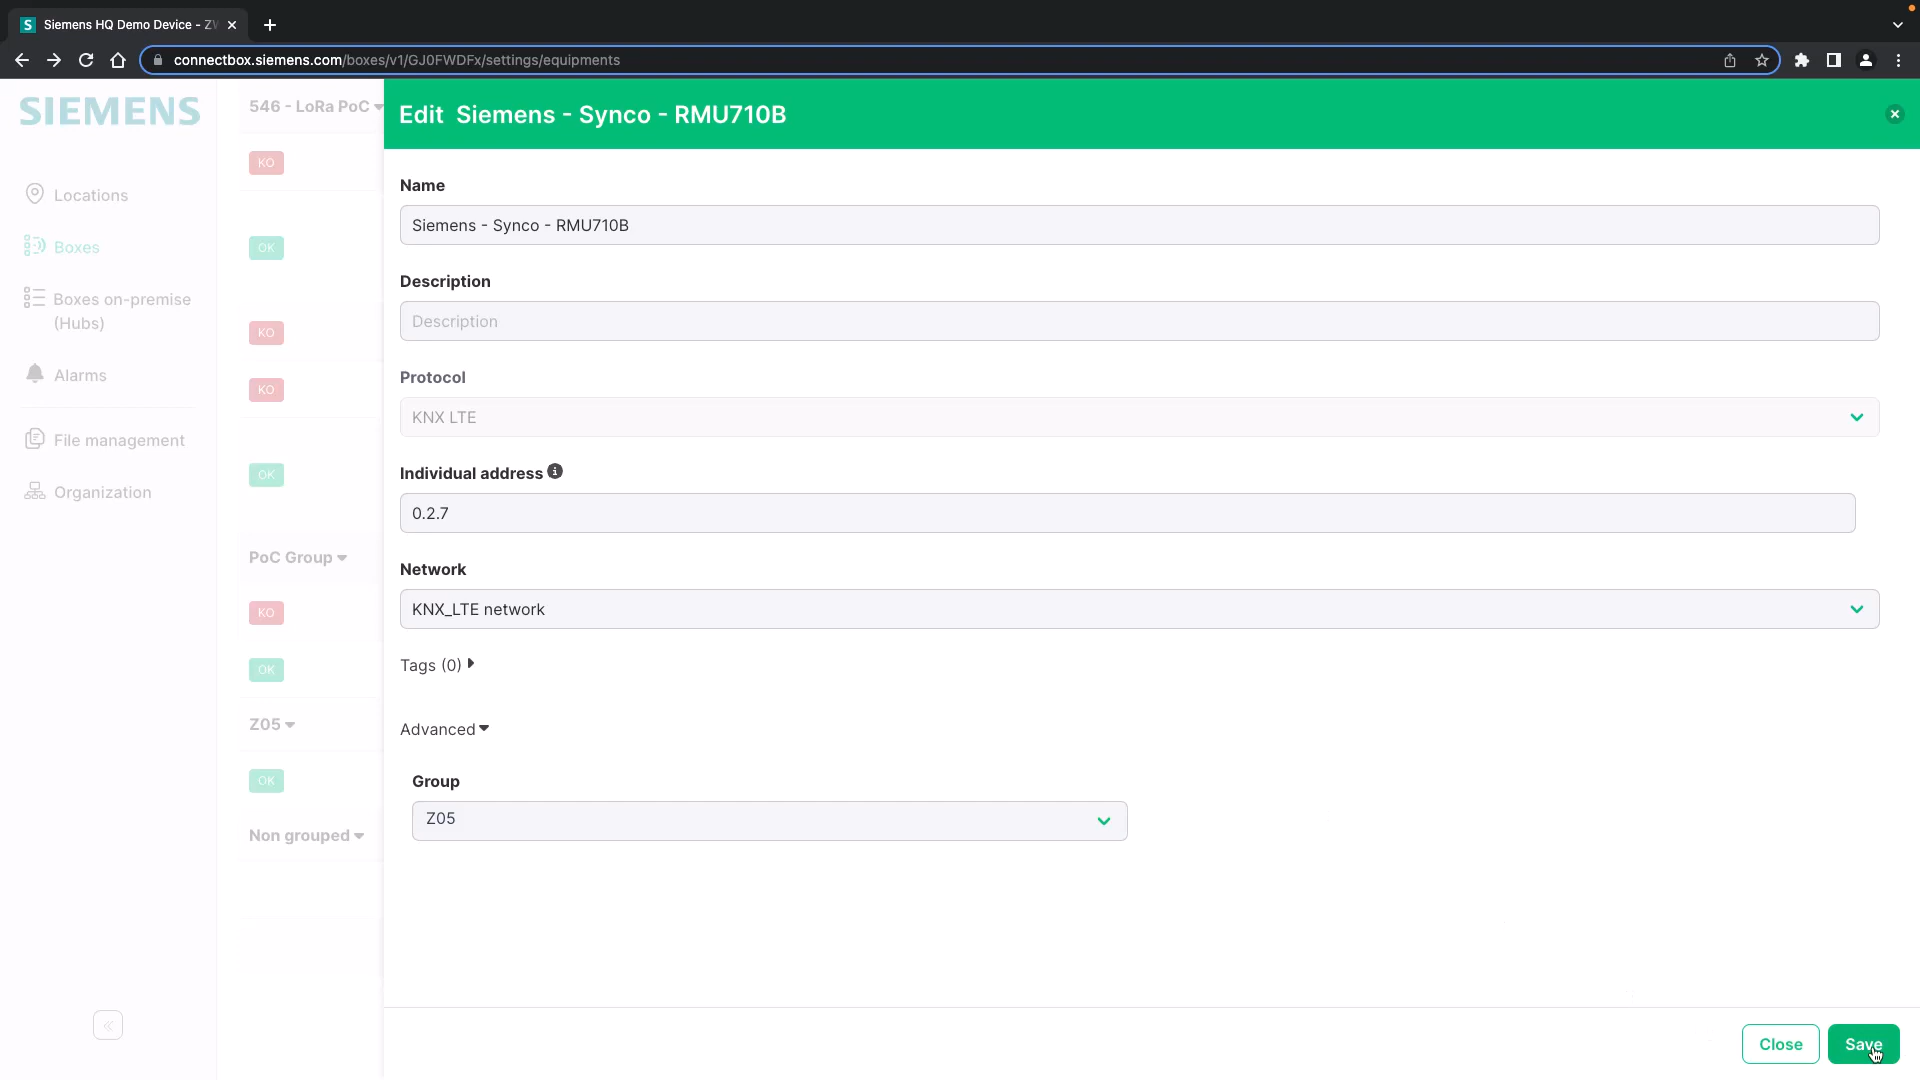 S Siemens HQ Demo Device - ZW
connectbox.siemens.com/boxes/v1/GJ0FWDFx/settings/equipments
SIEMENS
Locations
Boxes
Boxes on-premise
(Hubs)
Alarms
File management
Organization
546 - LoRa PoC
KO
OK
KO
KO
OK
PoC Group
KO
OK
Z05
OK
Non grouped
Edit Siemens - Synco - RMU710B
Name
Siemens - Synco - RMU710B
Description
Description
Protocol
KNX LTE
Individual address
0.2.7
Network
KNX_LTE network
Tags (0)
Advanced
Group
Z05
Close
Save